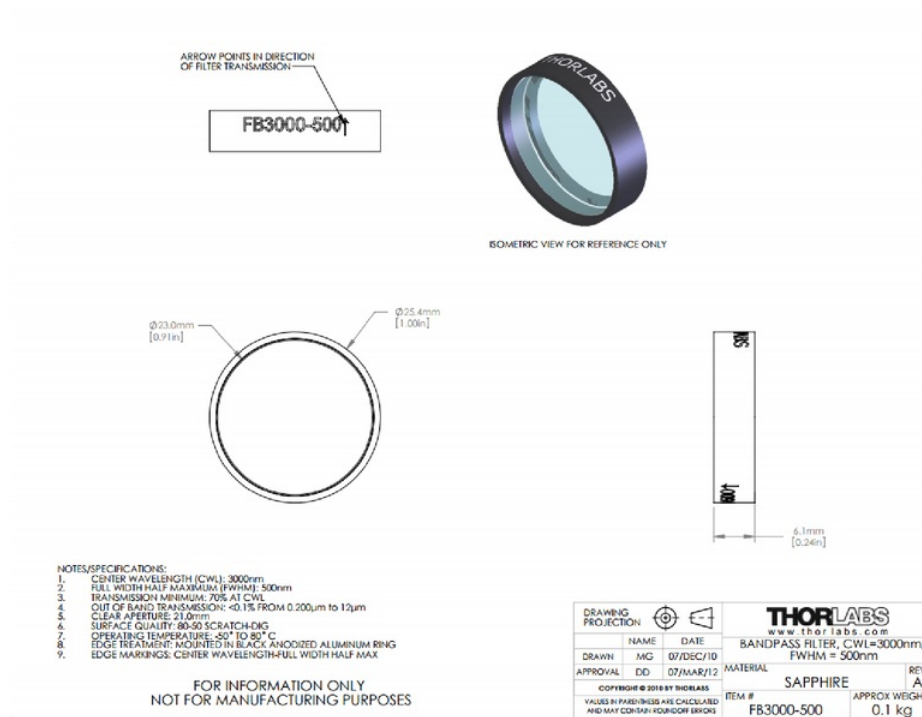 ARROW POINTS IN DIRECTION
OF FILTER TRANSMISSION
FB3000-500
THORLABS
ISOMETRIC VIEW FOR REFERENCE ONLY
Ø23.0mm
[0.91in]
Ø25.4mm
[1.00in]
6.1mm
[0.24in]
NOTES/SPECIFICATIONS:
1. CENTER WAVELENGTH (CWL): 3000nm
2. FULL WIDTH HALF MAXIMUM (FWHM): 500nm
3. TRANSMISSION MINIMUM: 70% AT CWL
4. OUT OF BAND TRANSMISSION: <0.1% FROM 0.200µm to 12µm
5. CLEAR APERTURE: 21.0mm
6. SURFACE QUALITY: 80-50 SCRATCH-DIG
7. OPERATING TEMPERATURE: -50° TO 80° C
8. EDGE TREATMENT: MOUNTED IN BLACK ANODIZED ALUMINUM RING
9. EDGE MARKINGS: CENTER WAVELENGTH-FULL WIDTH HALF MAX
FOR INFORMATION ONLY
NOT FOR MANUFACTURING PURPOSES
DRAWING
PROJECTION
NAME DATE
DRAWN MG 07/DEC/10
APPROVAL DD 07/MAR/12
COPYRIGHT © 2010 BY THORLABS
VALUES IN PARENTHESIS ARE CALCULATED
AND MAY CONTAIN ROUNDOFF ERRORS
THORLABS
www.thorlabs.com
BANDPASS FILTER, CWL=3000nm,
FWHM = 500nm
MATERIAL
SAPPHIRE
RE
A
ITEM #
FB3000-500
APPROX WEIGH
0.1 kg